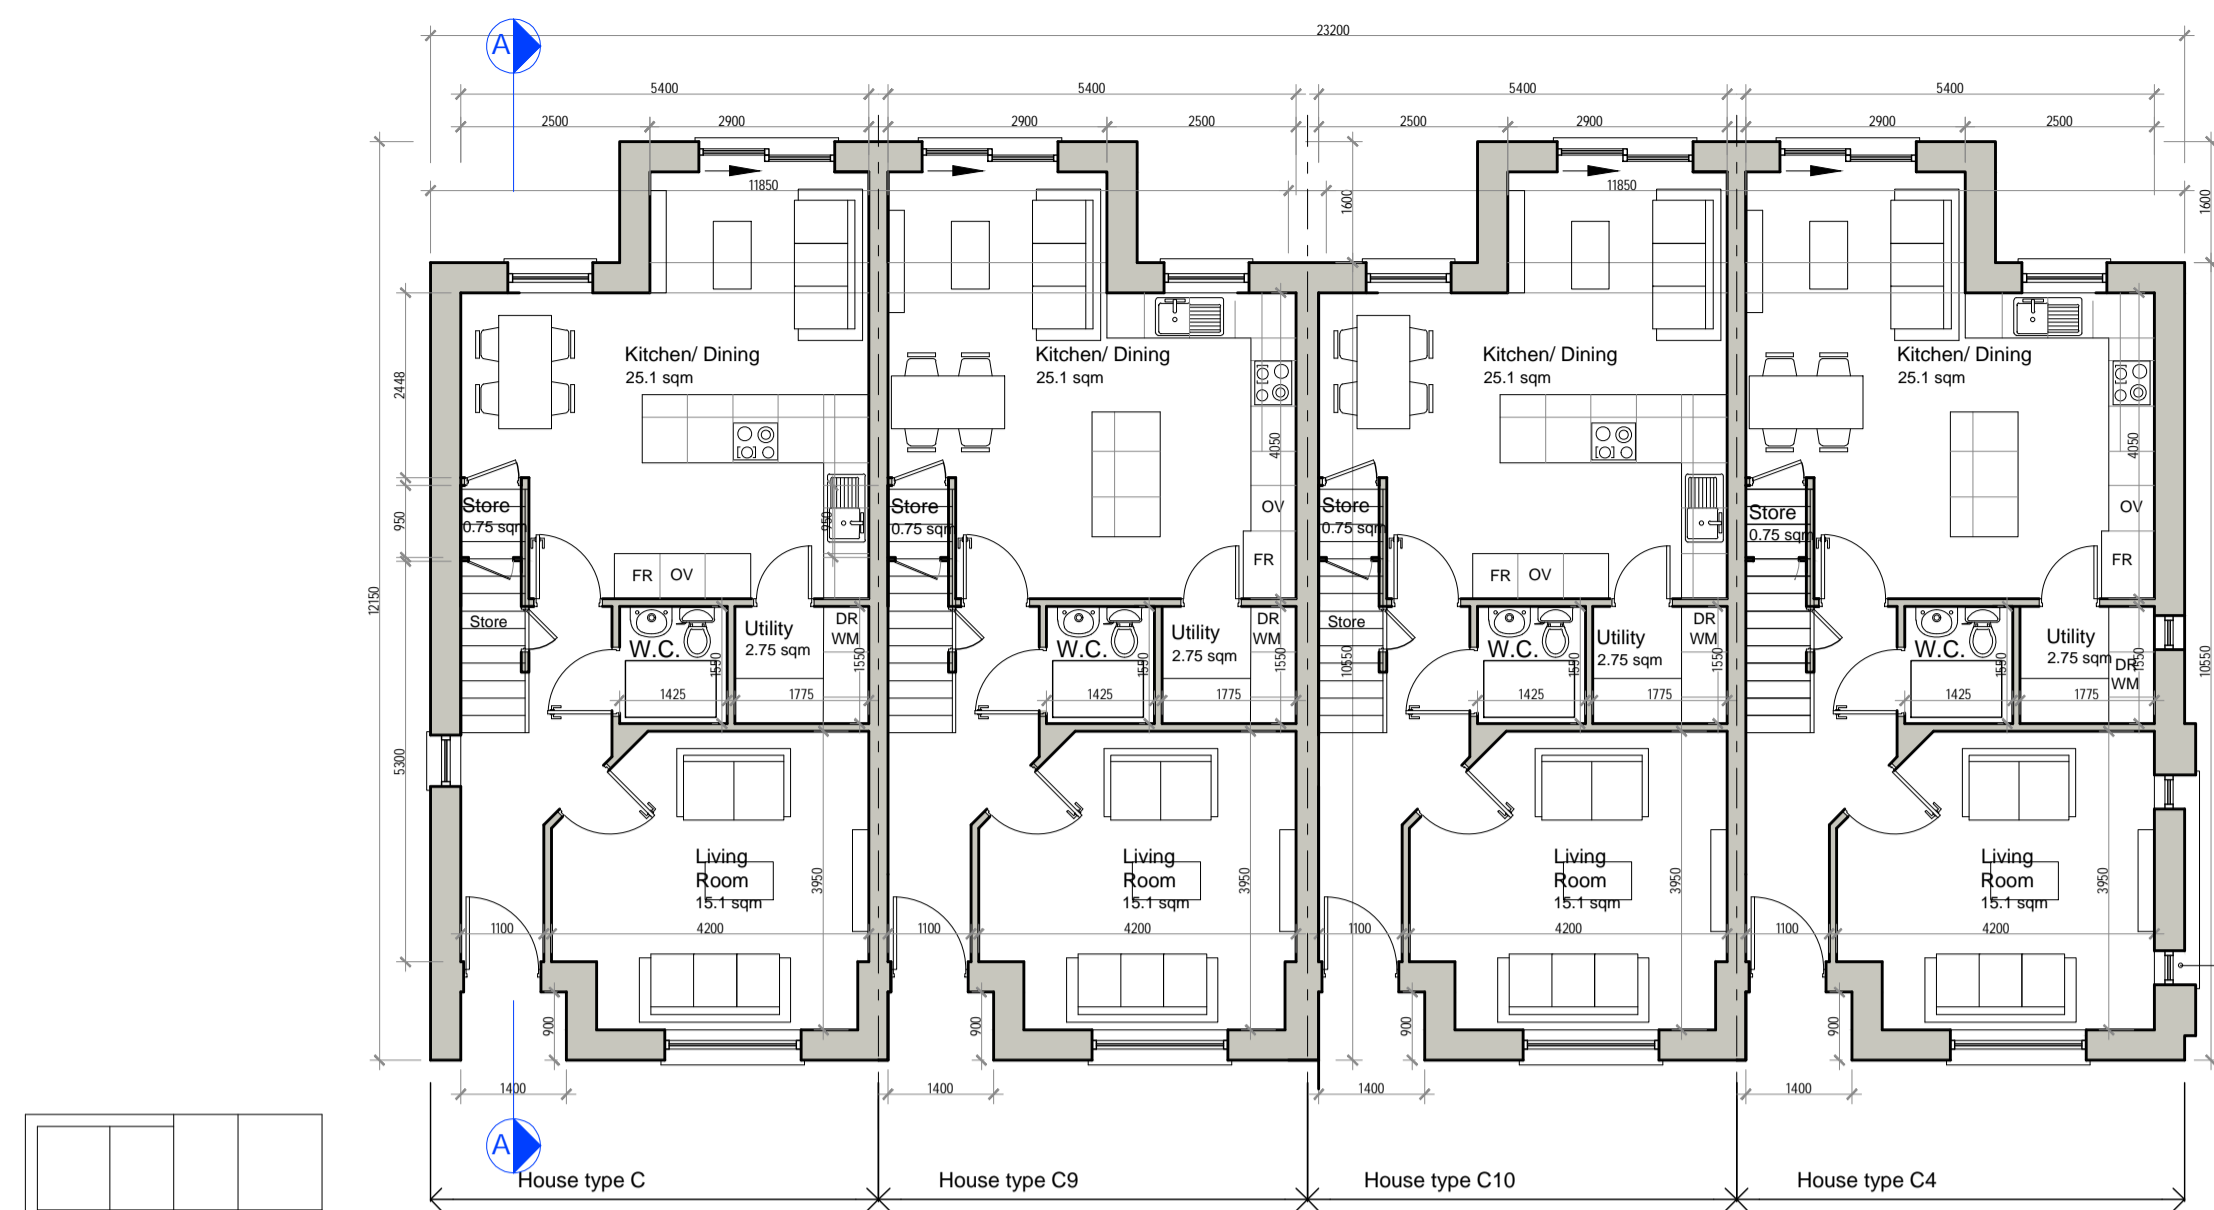 23200
A
5400
5400
5400
5400
2500
2900
2900
2500
2500
2900
2900
2500
11850
11850
1600
1600
Kitchen/ Dining
25.1 sqm
Kitchen/ Dining
25.1 sqm
Kitchen/ Dining
25.1 sqm
Kitchen/ Dining
25.1 sqm
2448
4050
4050
950
950
Store
0.75 sqm
Store
0.75 sqm
Store
0.75 sqm
Store
0.75 sqm
OV
OV
FR
OV
FR
FR
OV
FR
12150
10550
10550
Store
Store
W.C.
W.C.
W.C.
W.C.
Utility
2.75 sqm
Utility
2.75 sqm
Utility
2.75 sqm
Utility
2.75 sqm
DR
WM
DR
WM
DR
WM
DR
WM
1550
1550
1550
1550
1550
1550
1550
1550
1425
1775
1425
1775
1425
1775
1425
1775
5300
Living
Room
15.1 sqm
Living
Room
15.1 sqm
Living
Room
15.1 sqm
Living
Room
15.1 sqm
3950
3950
3950
3950
1100
4200
1100
4200
1100
4200
1100
4200
900
900
900
900
1400
1400
1400
1400
A
House type C
House type C9
House type C10
House type C4